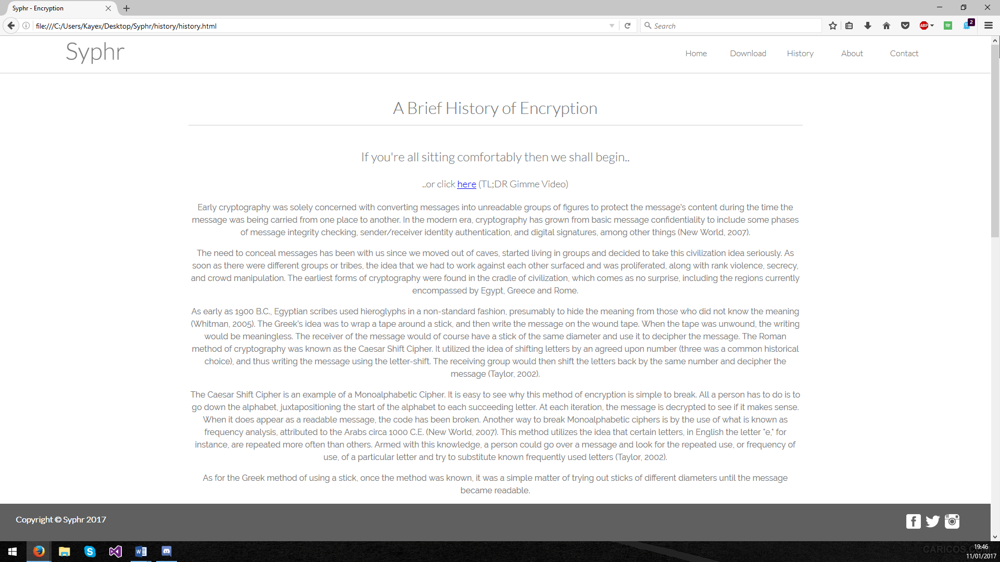 Syphr - Encryption
file:///C:/Users/Kayex/Desktop/Syphr/history/history.html
Search
ABP
2
Syphr
Home Download History About Contact
A Brief History of Encryption
If you're all sitting comfortably then we shall begin..
..or click here (TL;DR Gimme Video)
Early cryptography was solely concerned with converting messages into unreadable groups of figures to protect the message's content during the time the
message was being carried from one place to another. In the modern era, cryptography has grown from basic message confidentiality to include some phases
of message integrity checking, sender/receiver identity authentication, and digital signatures, among other things (New World, 2007).
The need to conceal messages has been with us since we moved out of caves, started living in groups and decided to take this civilization idea seriously. As
soon as there were different groups or tribes, the idea that we had to work against each other surfaced and was proliferated, along with rank violence, secrecy,
and crowd manipulation. The earliest forms of cryptography were found in the cradle of civilization, which comes as no surprise, including the regions currently
encompassed by Egypt, Greece and Rome.
As early as 1900 B.C., Egyptian scribes used hieroglyphs in a non-standard fashion, presumably to hide the meaning from those who did not know the meaning
(Whitman, 2005). The Greek's idea was to wrap a tape around a stick, and then write the message on the wound tape. When the tape was unwound, the writing
would be meaningless. The receiver of the message would of course have a stick of the same diameter and use it to decipher the message. The Roman
method of cryptography was known as the Caesar Shift Cipher. It utilized the idea of shifting letters by an agreed upon number (three was a common historical
choice), and thus writing the message using the letter-shift. The receiving group would then shift the letters back by the same number and decipher the
message (Taylor, 2002).
The Caesar Shift Cipher is an example of a Monoalphabetic Cipher. It is easy to see why this method of encryption is simple to break. All a person has to do is to
go down the alphabet, juxtapositioning the start of the alphabet to each succeeding letter. At each iteration, the message is decrypted to see if it makes sense.
When it does appear as a readable message, the code has been broken. Another way to break Monoalphabetic ciphers is by the use of what is known as
frequency analysis, attributed to the Arabs circa 1000 C.E. (New World, 2007). This method utilizes the idea that certain letters, in English the letter "e," for
instance, are repeated more often than others. Armed with this knowledge, a person could go over a message and look for the repeated use, or frequency of
use, of a particular letter and try to substitute known frequently used letters (Taylor, 2002).
As for the Greek method of using a stick, once the method was known, it was a simple matter of trying out sticks of different diameters until the message
became readable.
Copyright © Syphr 2017
19:46
CARICOS.COM
11/01/2017